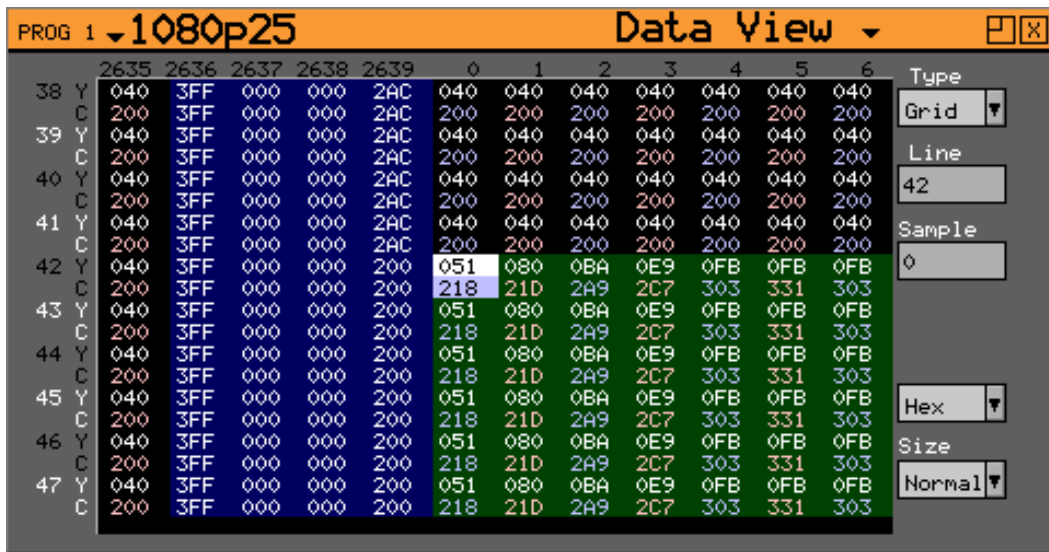 PROG 1 1080p25 Data View
2635 2636 2637 2638 2639 0 1 2 3 4 5 6 Type
38 Y 040 3FF 000 000 2AC 040 040 040 040 040 040 040 Grid
C 200 3FF 000 000 2AC 200 200 200 200 200 200 200
39 Y 040 3FF 000 000 2AC 040 040 040 040 040 040 040
C 200 3FF 000 000 2AC 200 200 200 200 200 200 200 Line
40 Y 040 3FF 000 000 2AC 040 040 040 040 040 040 040 42
C 200 3FF 000 000 2AC 200 200 200 200 200 200 200
41 Y 040 3FF 000 000 2AC 040 040 040 040 040 040 040 Sample
C 200 3FF 000 000 2AC 200 200 200 200 200 200 200
42 Y 040 3FF 000 000 200 051 080 0BA 0E9 0FB 0FB 0FB 0
C 200 3FF 000 000 200 218 21D 2A9 2C7 303 331 303
43 Y 040 3FF 000 000 200 051 080 0BA 0E9 0FB 0FB 0FB
C 200 3FF 000 000 200 218 21D 2A9 2C7 303 331 303
44 Y 040 3FF 000 000 200 051 080 0BA 0E9 0FB 0FB 0FB
C 200 3FF 000 000 200 218 21D 2A9 2C7 303 331 303
45 Y 040 3FF 000 000 200 051 080 0BA 0E9 0FB 0FB 0FB Hex
C 200 3FF 000 000 200 218 21D 2A9 2C7 303 331 303
46 Y 040 3FF 000 000 200 051 080 0BA 0E9 0FB 0FB 0FB Size
C 200 3FF 000 000 200 218 21D 2A9 2C7 303 331 303
47 Y 040 3FF 000 000 200 051 080 0BA 0E9 0FB 0FB 0FB Normal
C 200 3FF 000 000 200 218 21D 2A9 2C7 303 331 303